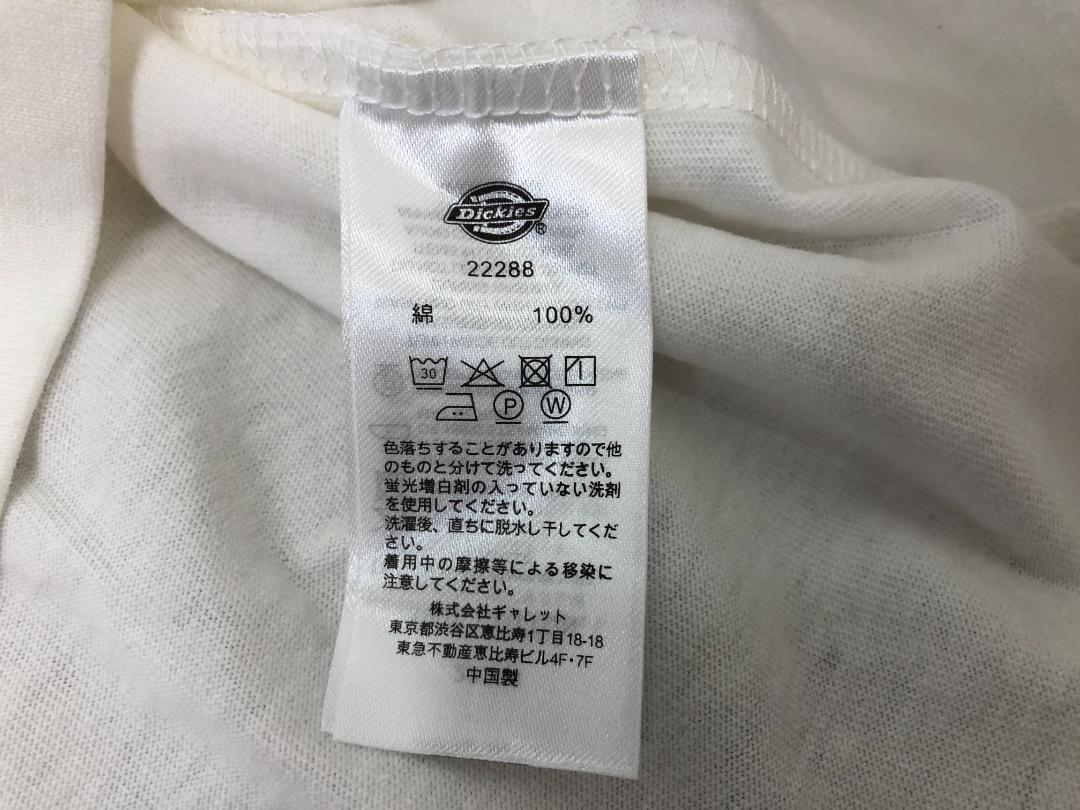 Dickies®
22288
綿 100%
30
P W
色落ちすることがありますので他
のものと分けて洗ってください。
蛍光増白剤の入っていない洗剤
を使用してください。
洗濯後、直ちに脱水し干してくだ
さい。
着用中の摩擦等による移染に
注意してください。
株式会社ギャレット
東京都渋谷区恵比寿1丁目18-18
東急不動産恵比寿ビル4F・7F
中国製